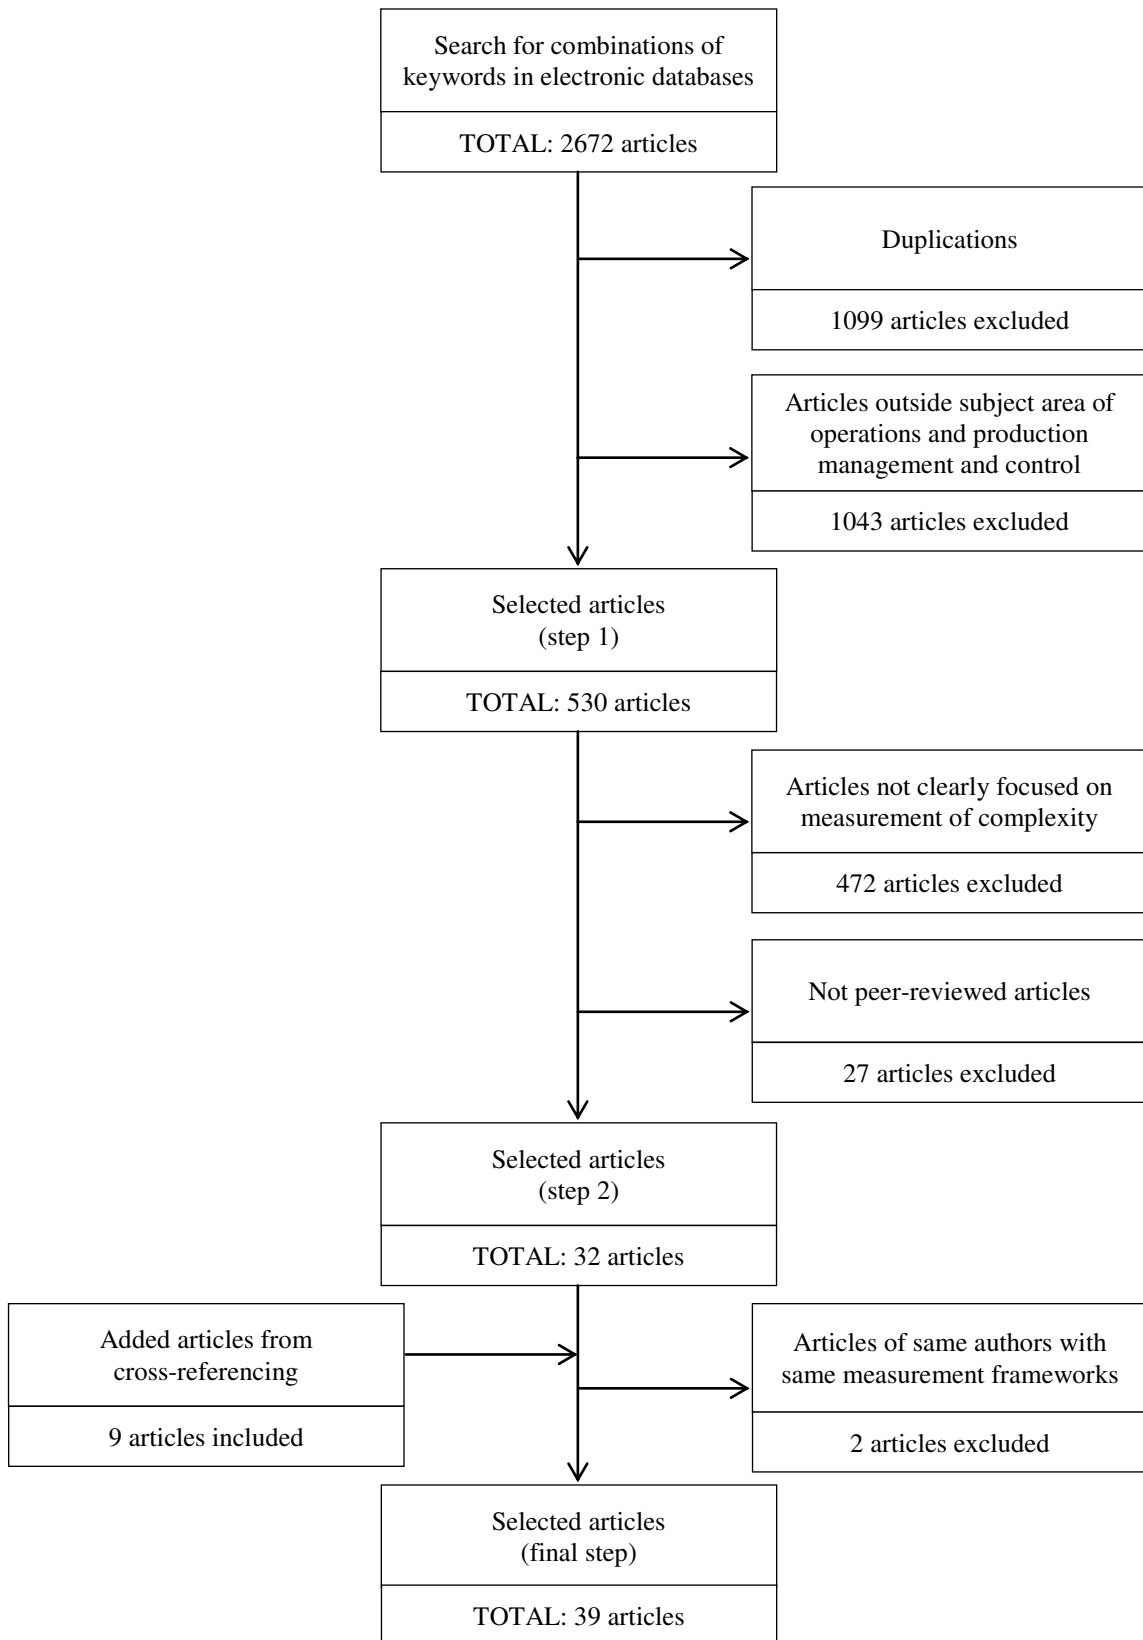 Search for combinations of
keywords in electronic databases
TOTAL: 2672 articles
Duplications
1099 articles excluded
Articles outside subject area of
operations and production
management and control
1043 articles excluded
Selected articles
(step 1)
TOTAL: 530 articles
Articles not clearly focused on
measurement of complexity
472 articles excluded
Not peer-reviewed articles
27 articles excluded
Selected articles
(step 2)
TOTAL: 32 articles
Added articles from
cross-referencing
9 articles included
Articles of same authors with
same measurement frameworks
2 articles excluded
Selected articles
(final step)
TOTAL: 39 articles